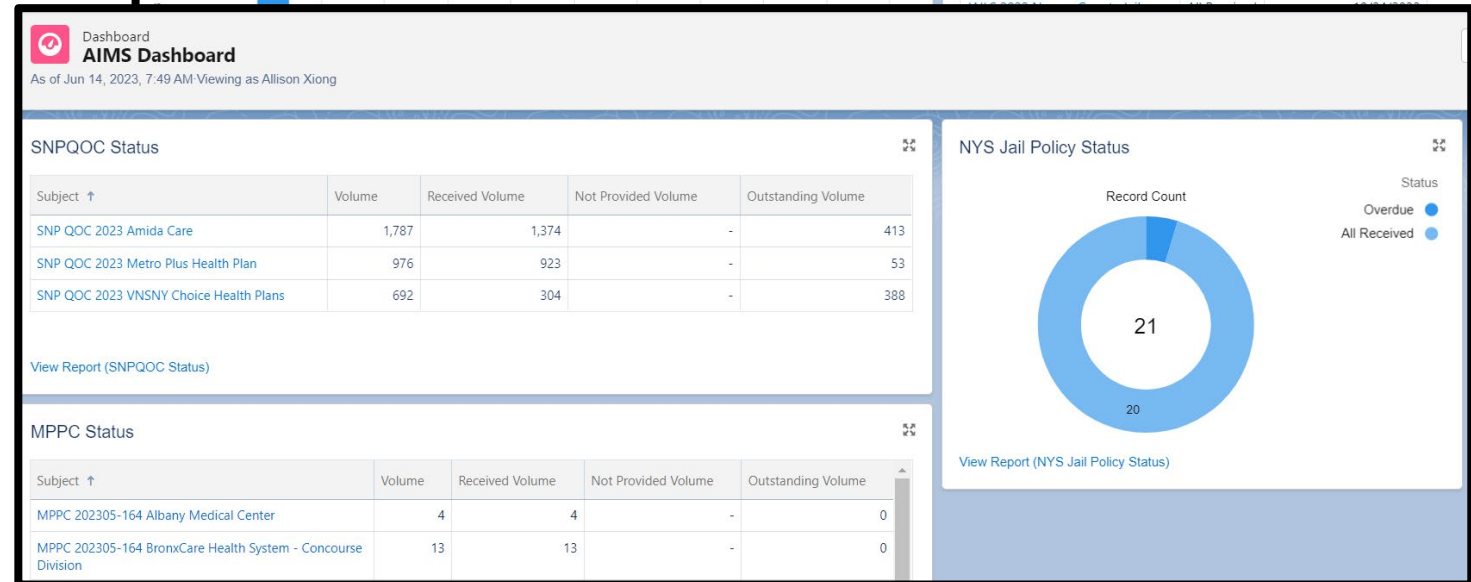 Dashboard
AIMS Dashboard
As of Jun 14, 2023, 7:49 AM·Viewing as Allison Xiong
SNPQOC Status
Subject ↑ Volume Received Volume Not Provided Volume Outstanding Volume
SNP QOC 2023 Amida Care 1,787 1,374 - 413
SNP QOC 2023 Metro Plus Health Plan 976 923 - 53
SNP QOC 2023 VNSNY Choice Health Plans 692 304 - 388
View Report (SNPQOC Status)
MPPC Status
Subject ↑ Volume Received Volume Not Provided Volume Outstanding Volume
MPPC 202305-164 Albany Medical Center 4 4 - 0
MPPC 202305-164 BronxCare Health System - Concourse 13 13 - 0
Division
NYS Jail Policy Status
Record Count
Status
Overdue
All Received
21
20
View Report (NYS Jail Policy Status)